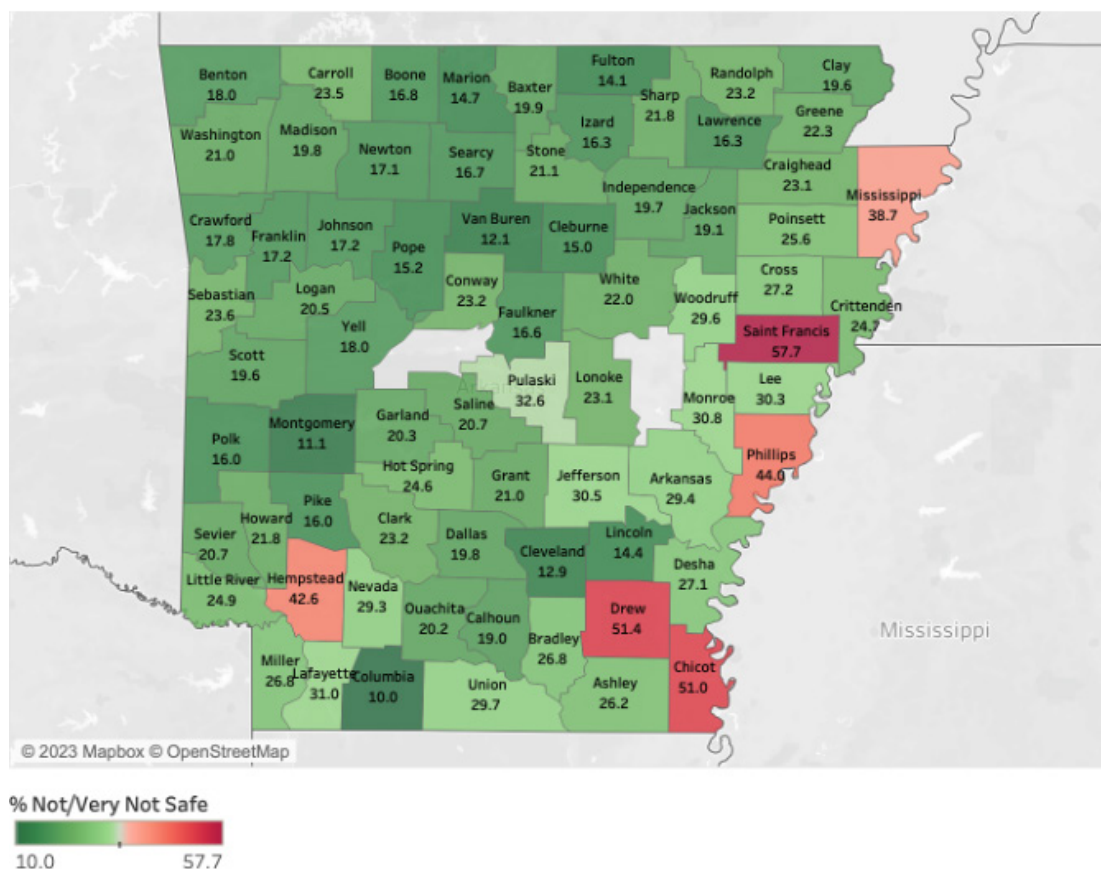 Benton
18.0
Carroll
23.5
Boone
16.8
Marion
14.7
Baxter
19.9
Fulton
14.1
Sharp
21.8
Randolph
23.2
Clay
19.6
Washington
21.0
Madison
19.8
Newton
17.1
Searcy
16.7
Stone
21.1
Izard
16.3
Lawrence
16.3
Greene
22.3
Independence
19.7
Jackson
19.1
Craighead
23.1
Mississippi
38.7
Crawford
17.8
Franklin
17.2
Johnson
17.2
Pope
15.2
Van Buren
12.1
Cleburne
15.0
Poinsett
25.6
Sebastian
23.6
Logan
20.5
Conway
23.2
Faulkner
16.6
White
22.0
Woodruff
29.6
Cross
27.2
Crittenden
24.7
Scott
19.6
Yell
18.0
Saint Francis
57.7
Pulaski
32.6
Lonoke
23.1
Monroe
30.8
Lee
30.3
Polk
16.0
Montgomery
11.1
Garland
20.3
Saline
20.7
Phillips
44.0
Hot Spring
24.6
Grant
21.0
Jefferson
30.5
Arkansas
29.4
Sevier
20.7
Howard
21.8
Pike
16.0
Clark
23.2
Dallas
19.8
Cleveland
12.9
Lincoln
14.4
Desha
27.1
Little River
24.9
Hempstead
42.6
Nevada
29.3
Ouachita
20.2
Calhoun
19.0
Bradley
26.8
Drew
51.4
Chicot
51.0
Miller
26.8
Lafayette
31.0
Columbia
10.0
Union
29.7
Ashley
26.2
Mississippi
© 2023 Mapbox © OpenStreetMap
% Not/Very Not Safe
10.0 57.7